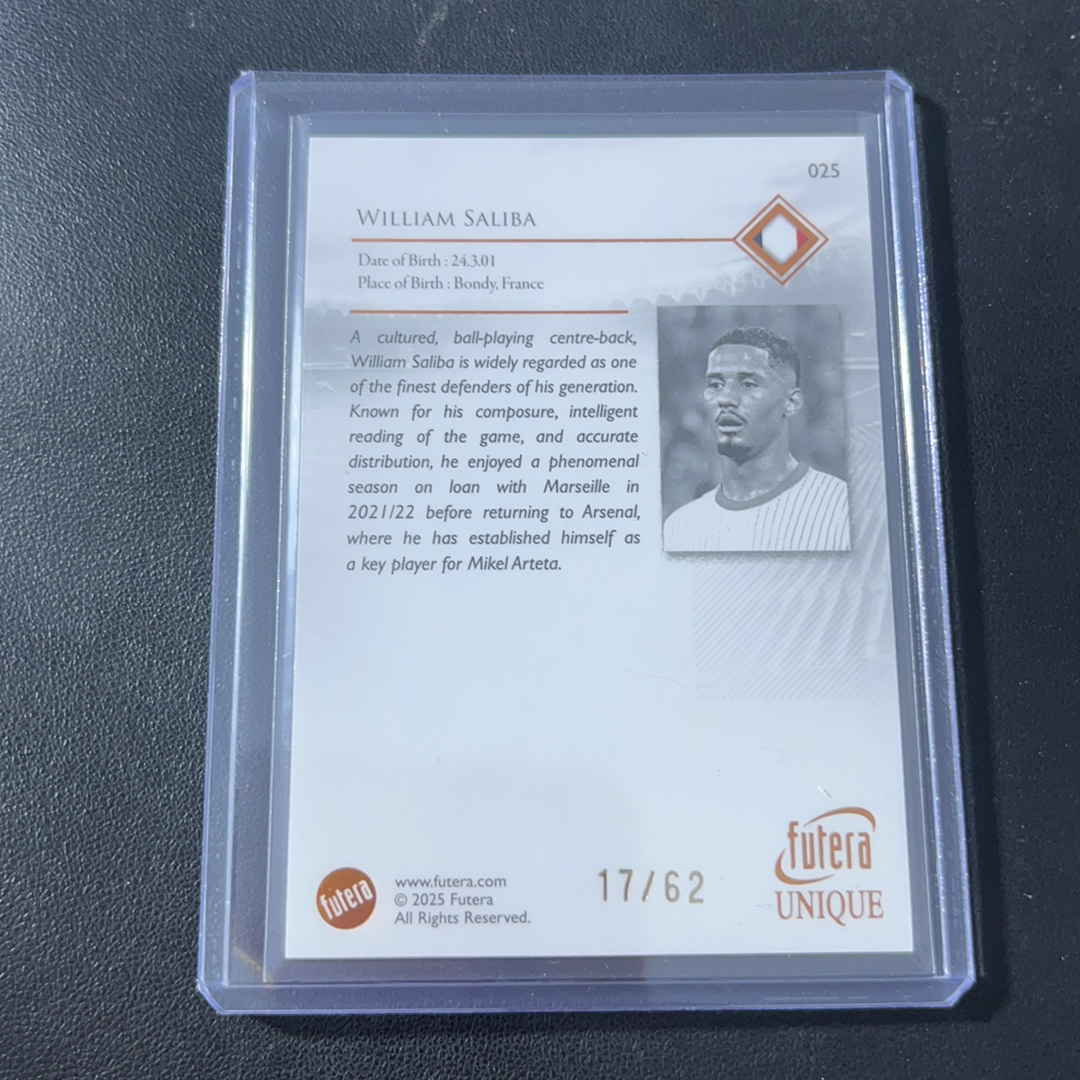 025
WILLIAM SALIBA
Date of Birth : 24.3.01
Place of Birth : Bondy, France
A cultured, ball-playing centre-back,
William Saliba is widely regarded as one
of the finest defenders of his generation.
Known for his composure, intelligent
reading of the game, and accurate
distribution, he enjoyed a phenomenal
season on loan with Marseille in
2021/22 before returning to Arsenal,
where he has established himself as
a key player for Mikel Arteta.
futera
www.futera.com
© 2025 Futera
All Rights Reserved.
17/62
futera
UNIQUE